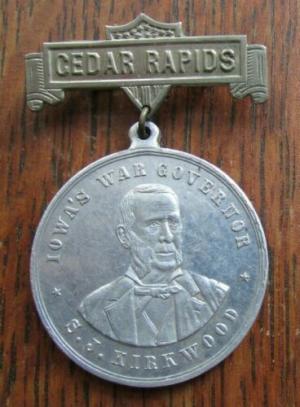 CEDAR RAPIDS
IOWA'S WAR GOVERNOR
S. J. KIRKWOOD